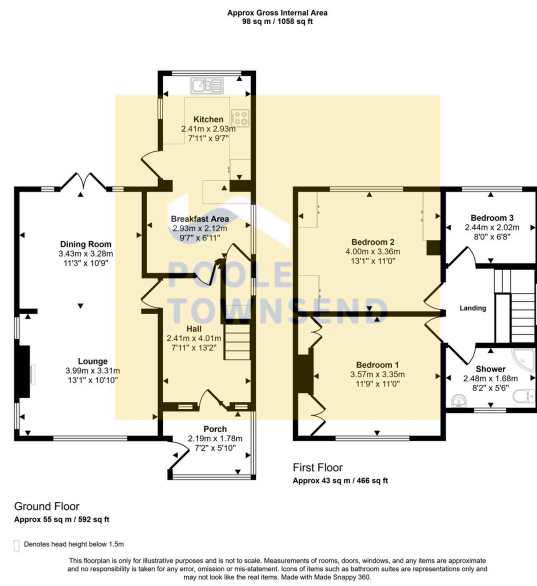 Approx Gross Internal Area
98 sq m / 1058 sq ft
Kitchen
2.41m x 2.93m
7'11" x 9'7"
Breakfast Area
2.93m x 2.12m
9'7" x 6'11"
Dining Room
3.43m x 3.28m
11'3" x 10'9"
Hall
2.41m x 4.01m
7'11" x 13'2"
Lounge
3.99m x 3.31m
13'1" x 10'10"
Porch
2.19m x 1.78m
7'2" x 5'10"
Ground Floor
Approx 55 sq m / 592 sq ft
Bedroom 2
4.00m x 3.36m
13'1" x 11'0"
Bedroom 3
2.44m x 2.02m
8'0" x 6'8"
Landing
Bedroom 1
3.57m x 3.35m
11'9" x 11'0"
Shower
2.48m x 1.68m
8'2" x 5'6"
First Floor
Approx 43 sq m / 466 sq ft
POOLE
TOWNSEND
Denotes head height below 1.5m
This floorplan is only for illustrative purposes and is not to scale. Measurements of rooms, doors, windows, and any items are approximate
and no responsibility is taken for any error, omission or mis-statement. Icons of items such as bathroom suites are representations only and
may not look like the real items. Made with Made Snappy 360.